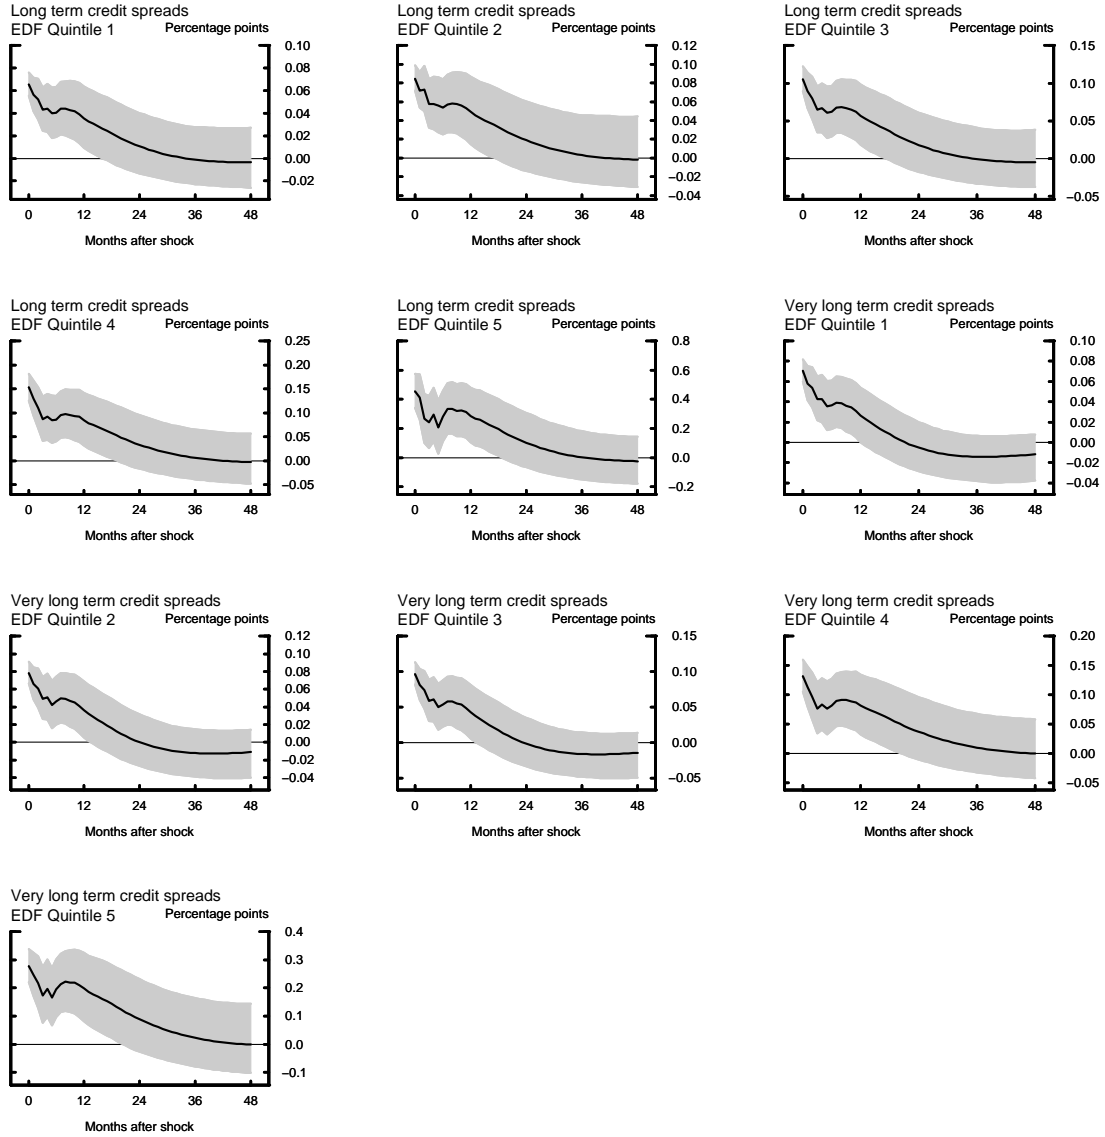 Long term credit spreads
EDF Quintile 1 Percentage points
0.10
0.08
0.06
0.04
0.02
0.00
−0.02
0 12 24 36 48
Months after shock
Long term credit spreads
EDF Quintile 2 Percentage points
0.12
0.10
0.08
0.06
0.04
0.02
0.00
−0.02
−0.04
0 12 24 36 48
Months after shock
Long term credit spreads
EDF Quintile 3 Percentage points
0.15
0.10
0.05
0.00
−0.05
0 12 24 36 48
Months after shock
Long term credit spreads
EDF Quintile 4 Percentage points
0.25
0.20
0.15
0.10
0.05
0.00
−0.05
0 12 24 36 48
Months after shock
Long term credit spreads
EDF Quintile 5 Percentage points
0.8
0.6
0.4
0.2
0.0
−0.2
0 12 24 36 48
Months after shock
Very long term credit spreads
EDF Quintile 1 Percentage points
0.10
0.08
0.06
0.04
0.02
0.00
−0.02
−0.04
0 12 24 36 48
Months after shock
Very long term credit spreads
EDF Quintile 2 Percentage points
0.12
0.10
0.08
0.06
0.04
0.02
0.00
−0.02
−0.04
0 12 24 36 48
Months after shock
Very long term credit spreads
EDF Quintile 3 Percentage points
0.15
0.10
0.05
0.00
−0.05
0 12 24 36 48
Months after shock
Very long term credit spreads
EDF Quintile 4 Percentage points
0.20
0.15
0.10
0.05
0.00
−0.05
0 12 24 36 48
Months after shock
Very long term credit spreads
EDF Quintile 5 Percentage points
0.4
0.3
0.2
0.1
0.0
−0.1
0 12 24 36 48
Months after shock